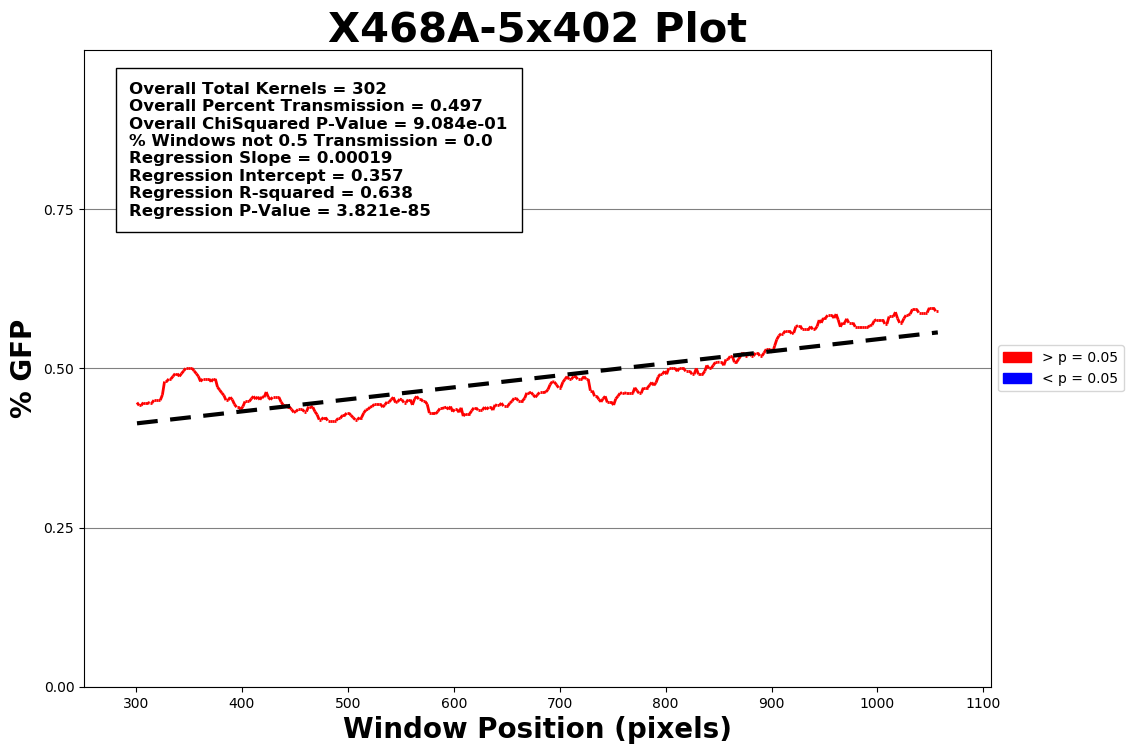 X468A-5x402 Plot
Overall Total Kernels = 302
Overall Percent Transmission = 0.497
Overall ChiSquared P-Value = 9.084e-01
% Windows not 0.5 Transmission = 0.0
Regression Slope = 0.00019
Regression Intercept = 0.357
Regression R-squared = 0.638
Regression P-Value = 3.821e-85
% GFP
0.75
0.50
0.25
0.00
> p = 0.05
< p = 0.05
300 400 500 600 700 800 900 1000 1100
Window Position (pixels)